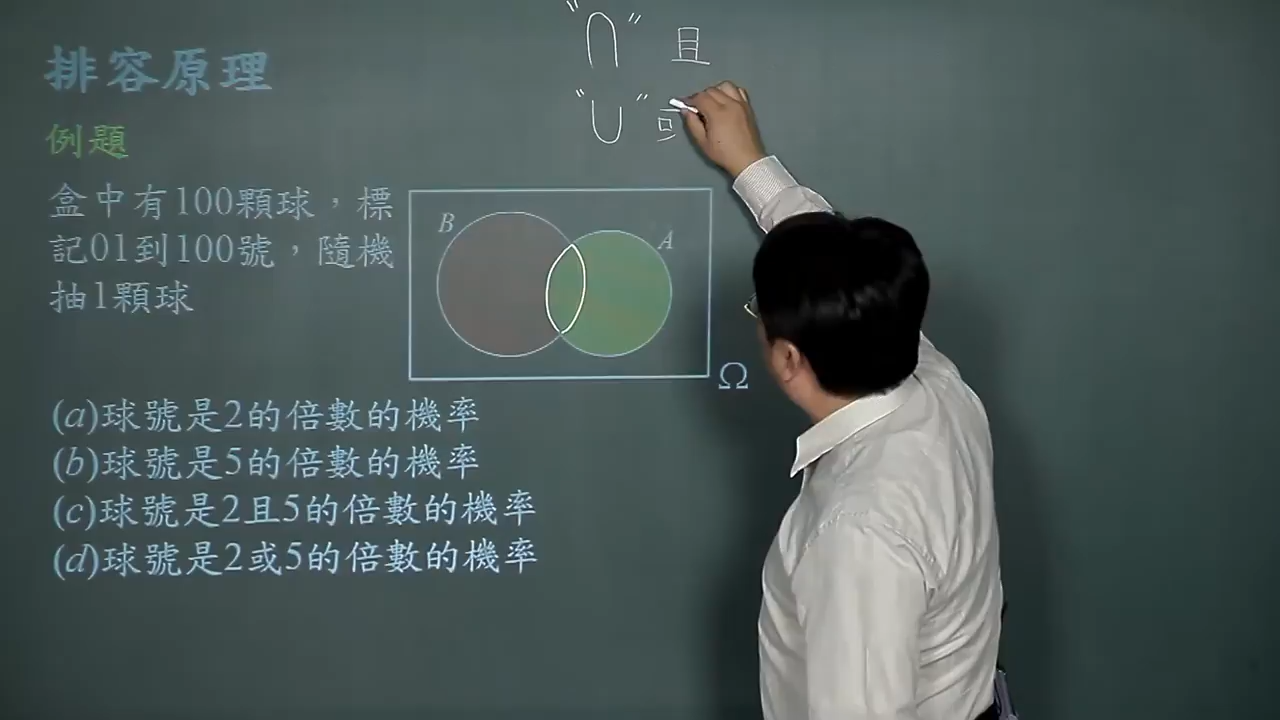 排容原理
例題
盒中有100顆球，標
記01到100號，隨機
抽1顆球
"∩" 且
"∪"
B
A
Ω
(a)球號是2的倍數的機率
(b)球號是5的倍數的機率
(c)球號是2且5的倍數的機率
(d)球號是2或5的倍數的機率